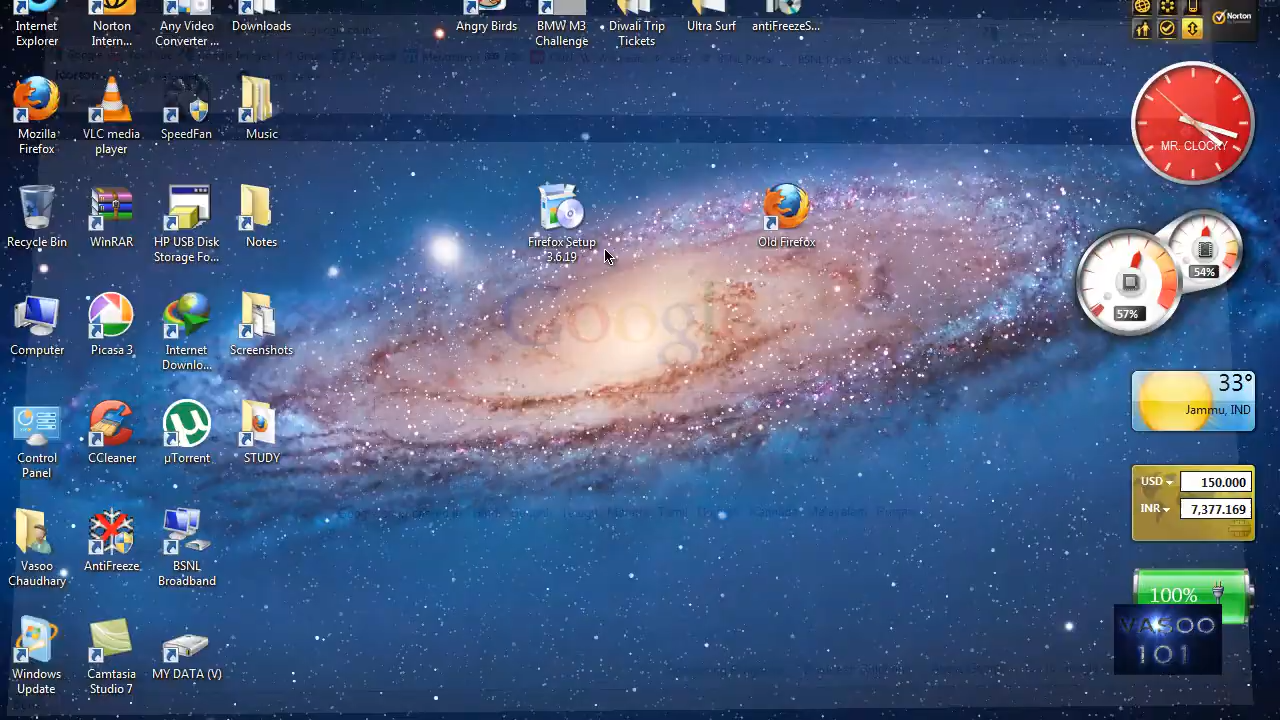 Internet
Explorer
Norton
Intern...
Any Video
Converter ...
Downloads
Angry Birds
BMW M3
Challenge
Diwali Trip
Tickets
Ultra Surf
antiFreezeS...
Norton
Mozilla
Firefox
VLC media
player
SpeedFan
Music
MR. CLOCKY
Recycle Bin
WinRAR
HP USB Disk
Storage Fo...
Notes
Firefox Setup
3.6.19
Old Firefox
54%
57%
Google
Computer
Picasa 3
Internet
Downlo...
Screenshots
33°
Jammu, IND
Control
Panel
CCleaner
µTorrent
STUDY
USD
150.000
INR
7,377.169
Vasoo
Chaudhary
AntiFreeze
BSNL
Broadband
100%
VASOO
101
Windows
Update
Camtasia
Studio 7
MY DATA (V)